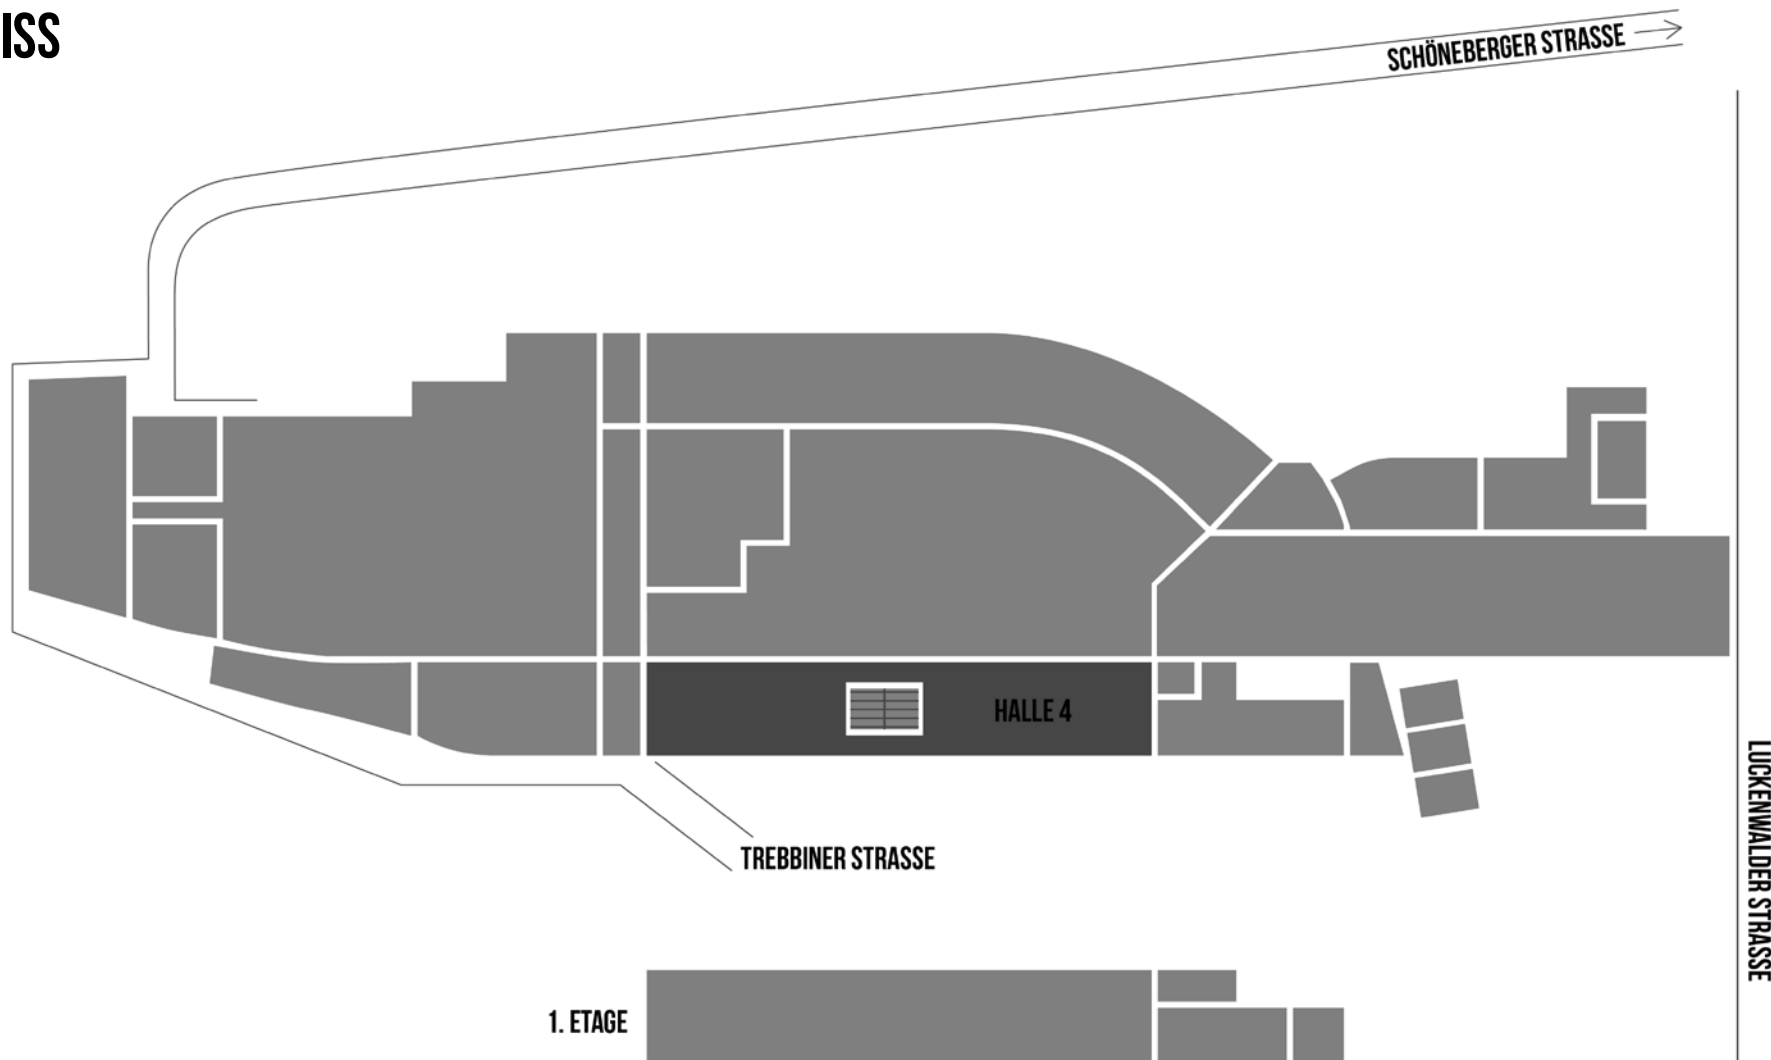 ISS
SCHÖNEBERGER STRASSE
HALLE 4
TREBBINER STRASSE
LUCKENWALDER STRASSE
1. ETAGE